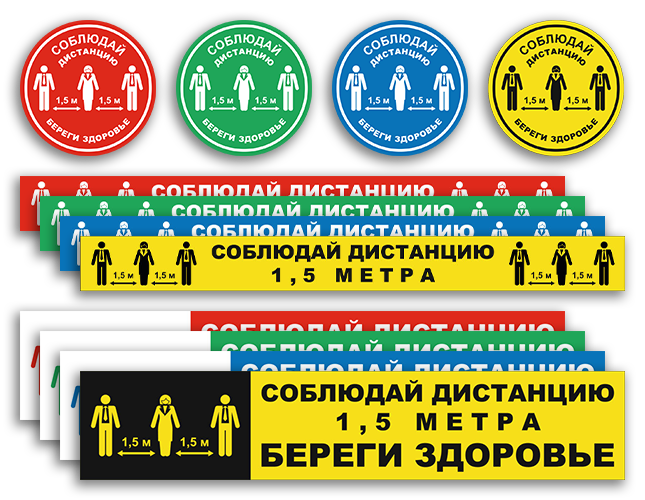 СОБЛЮДАЙ
ДИСТАНЦИЮ
1,5 м 1,5 м
БЕРЕГИ ЗДОРОВЬЕ
СОБЛЮДАЙ
ДИСТАНЦИЮ
1,5 м 1,5 м
БЕРЕГИ ЗДОРОВЬЕ
СОБЛЮДАЙ
ДИСТАНЦИЮ
1,5 м 1,5 м
БЕРЕГИ ЗДОРОВЬЕ
СОБЛЮДАЙ
ДИСТАНЦИЮ
1,5 м 1,5 м
БЕРЕГИ ЗДОРОВЬЕ
СОБЛЮДАЙ ДИСТАНЦИЮ
СОБЛЮДАЙ ДИСТАНЦИЮ
СОБЛЮДАЙ ДИСТАНЦИЮ
СОБЛЮДАЙ ДИСТАНЦИЮ
1,5 м 1,5 м 1,5 МЕТРА 1,5 м 1,5 м
СОБЛЮДАЙ ДИСТАНЦИЮ
СОБЛЮДАЙ ДИСТАНЦИЮ
СОБЛЮДАЙ ДИСТАНЦИЮ
СОБЛЮДАЙ ДИСТАНЦИЮ
1,5 МЕТРА
1,5 м 1,5 м
БЕРЕГИ ЗДОРОВЬЕ